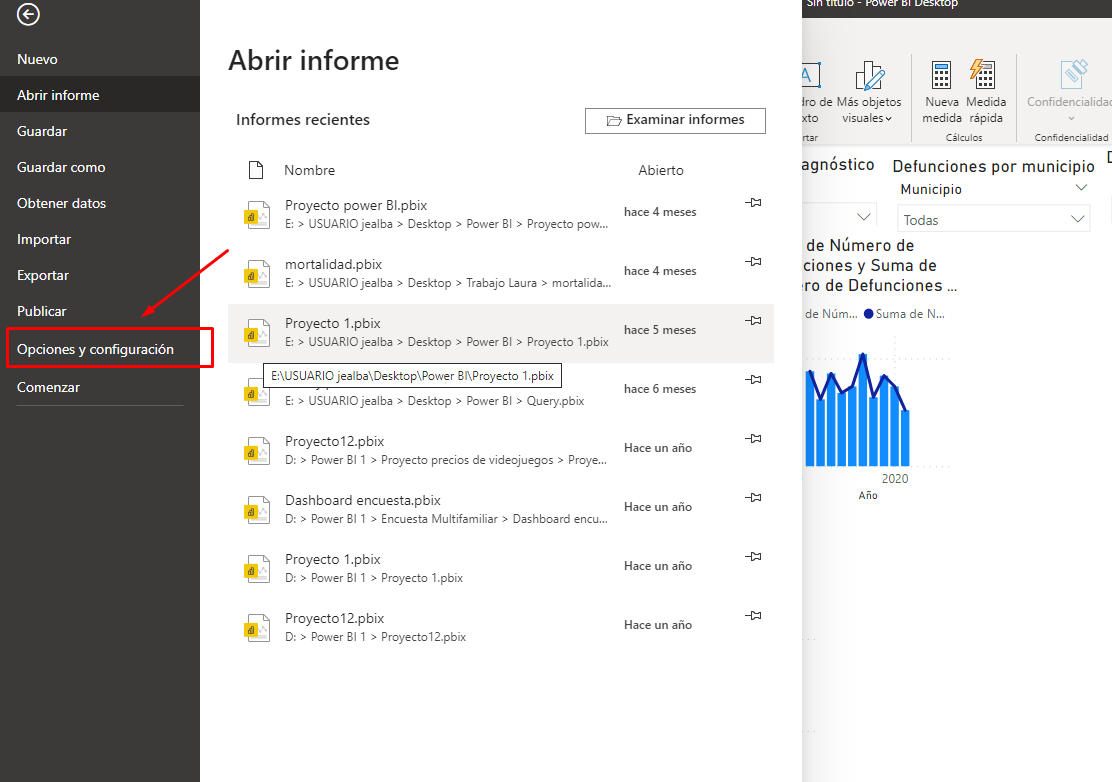 Nuevo
Abrir informe
Guardar
Guardar como
Obtener datos
Importar
Exportar
Publicar
Opciones y configuración
Comenzar
Abrir informe
Informes recientes
Examinar informes
Nombre
Abierto
Proyecto power BI.pbix
E: > USUARIO jealba > Desktop > Power BI > Proyecto pow...
hace 4 meses
mortalidad.pbix
E: > USUARIO jealba > Desktop > Trabajo Laura > mortalida...
hace 4 meses
Proyecto 1.pbix
E: > USUARIO jealba > Desktop > Power BI > Proyecto 1.pbix
hace 5 meses
E:\USUARIO jealba\Desktop\Power BI\Proyecto 1.pbix
E: > USUARIO jealba > Desktop > Power BI > Query.pbix
hace 6 meses
Proyecto12.pbix
D: > Power BI 1 > Proyecto precios de videojuegos > Proye...
Hace un año
Dashboard encuesta.pbix
D: > Power BI 1 > Encuesta Multifamiliar > Dashboard encu...
Hace un año
Proyecto 1.pbix
D: > Power BI 1 > Proyecto 1.pbix
Hace un año
Proyecto12.pbix
D: > Power BI 1 > Proyecto12.pbix
Hace un año
Sin título - Power BI Desktop
A
dro de
xto
Más objetos
visuales
rtar
Nueva
medida
Medida
rápida
Cálculos
Confidencialidad
Confidencialidad
agnóstico
Defunciones por municipio
D
Municipio
Todas
de Número de
ciones y Suma de
ro de Defunciones ...
de Núm...
Suma de N...
2020
Año